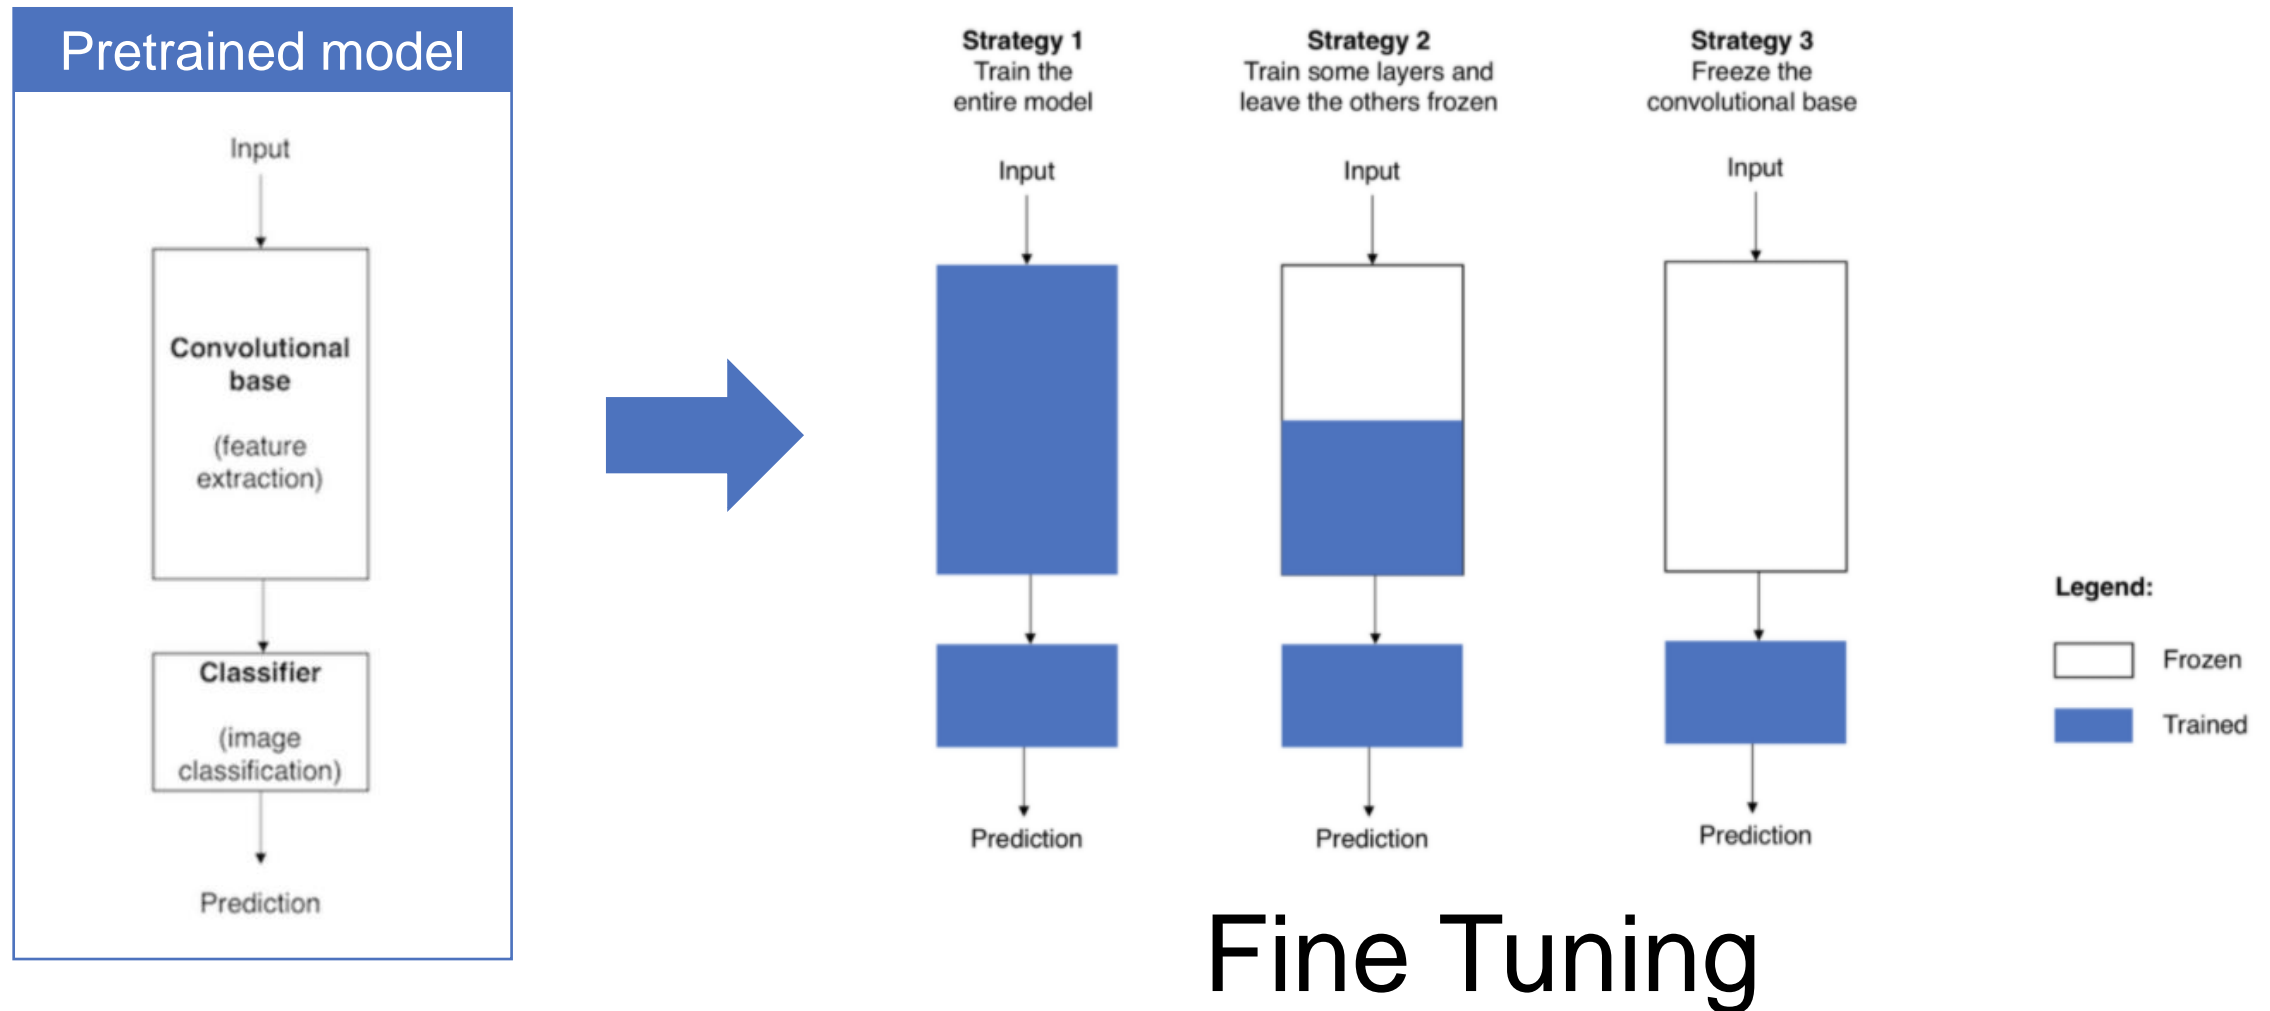 Pretrained model
Input
Convolutional
base
(feature
extraction)
Classifier
(image
classification)
Prediction
Strategy 1
Train the
entire model
Input
Prediction
Strategy 2
Train some layers and
leave the others frozen
Input
Prediction
Strategy 3
Freeze the
convolutional base
Input
Prediction
Legend:
Frozen
Trained
Fine Tuning